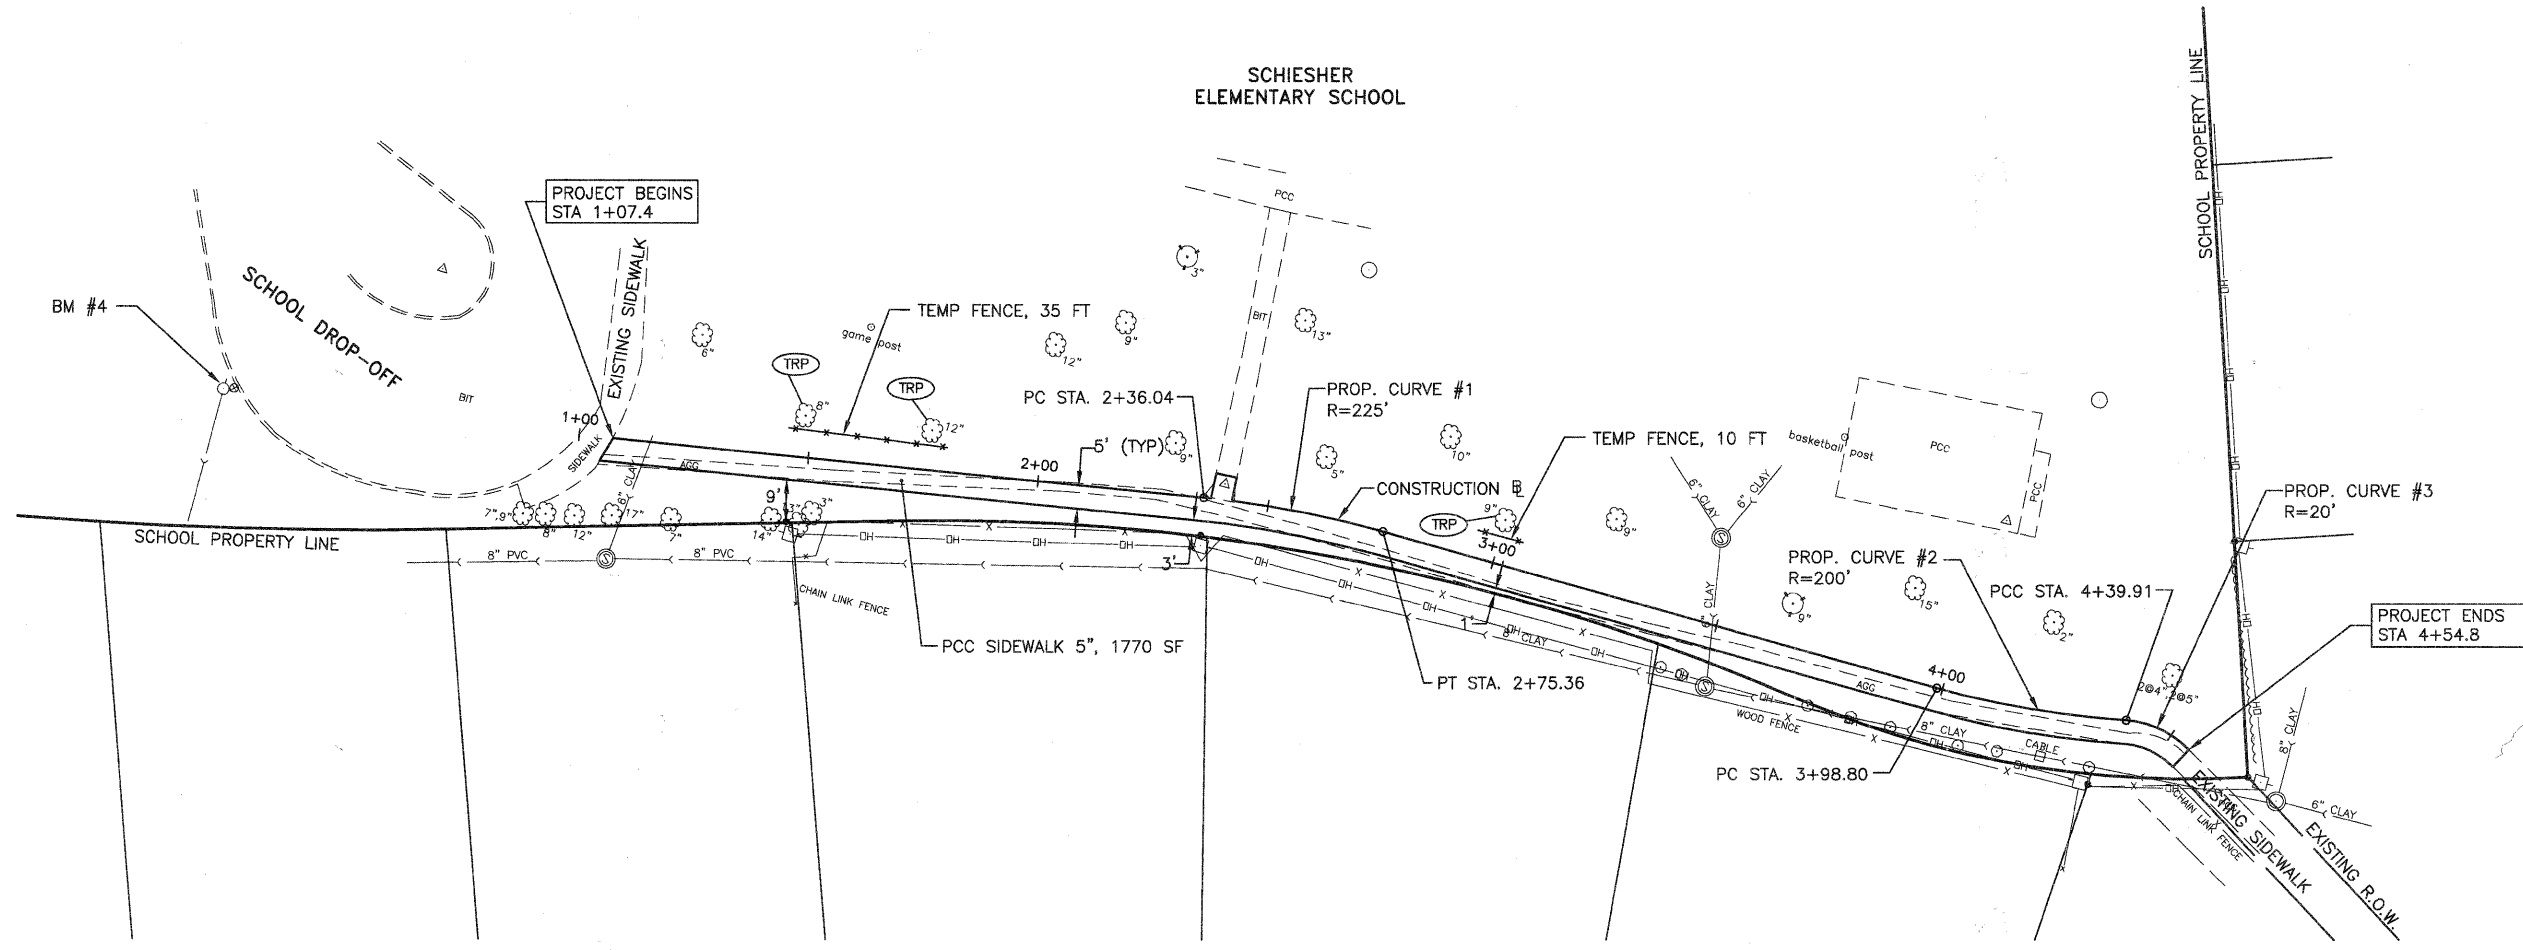 SCHIESHER
ELEMENTARY SCHOOL
SCHOOL PROPERTY LINE
PCC
PROJECT BEGINS
STA 1+07.4
EXISTING SIDEWALK
SCHOOL DROP-OFF
BM #4
BIT
3"
TEMP FENCE, 35 FT
game post
6"
TRP
TRP
8"
12"
12"
9"
BIT
13"
PC STA. 2+36.04
PROP. CURVE #1
R=225'
1+00
SIDEWALK
AGG
6" CLAY
2+00
5' (TYP)
9"
5"
10"
TEMP FENCE, 10 FT
basketball post
PCC
PCC
CONSTRUCTION BL
TRP
9"
9"
6" CLAY
6" CLAY
PROP. CURVE #3
R=20'
9'
7",9"
8"
12"
17"
7"
14"
3"
3"
SCHOOL PROPERTY LINE
8" PVC
8" PVC
OH
OH
OH
OH
3'
3+00
PROP. CURVE #2
R=200'
PCC STA. 4+39.91
PROJECT ENDS
STA 4+54.8
CHAIN LINK FENCE
6" CLAY
9"
15"
2"
1'
8" CLAY
PCC SIDEWALK 5", 1770 SF
PT STA. 2+75.36
AGG
4+00
2@4",2@5"
WOOD FENCE
8" CLAY
CABLE
8" CLAY
PC STA. 3+98.80
6" CLAY
CHAIN LINK FENCE
EXISTING SIDEWALK
EXISTING R.O.W.